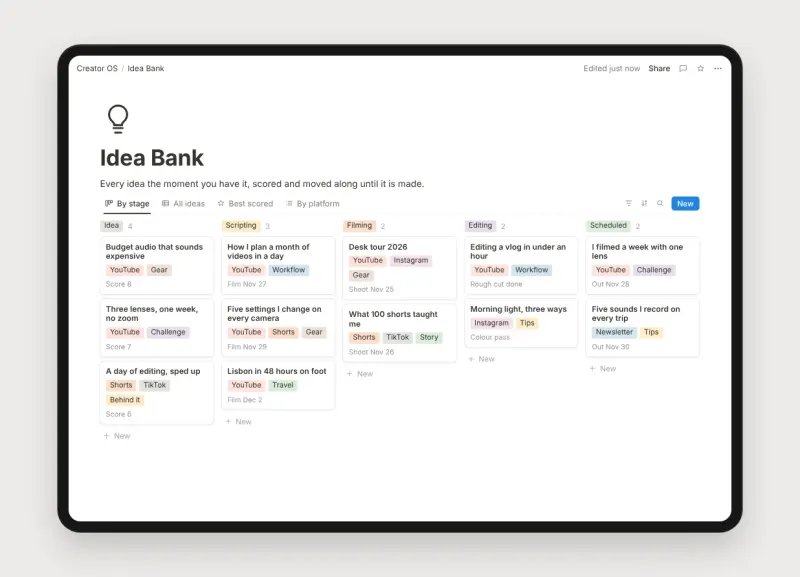 Creator OS / Idea Bank
Edited just now Share
Idea Bank
Every idea the moment you have it, scored and moved along until it is made.
By stage All ideas Best scored By platform
New
Idea 4
Budget audio that sounds
expensive
YouTube Gear
Score 8
Three lenses, one week,
no zoom
YouTube Challenge
Score 7
A day of editing, sped up
Shorts TikTok
Behind it
Score 6
+ New
Scripting 3
How I plan a month of
videos in a day
YouTube Workflow
Film Nov 27
Five settings I change on
every camera
YouTube Shorts Gear
Film Nov 29
Lisbon in 48 hours on foot
YouTube Travel
Film Dec 2
+ New
Filming 2
Desk tour 2026
YouTube Instagram
Gear
Shoot Nov 25
What 100 shorts taught
me
Shorts TikTok Story
Shoot Nov 26
+ New
Editing 2
Editing a vlog in under an
hour
YouTube Workflow
Rough cut done
Morning light, three ways
Instagram Tips
Colour pass
+ New
Scheduled 2
I filmed a week with one
lens
YouTube Challenge
Out Nov 28
Five sounds I record on
every trip
Newsletter Tips
Out Nov 30
+ New